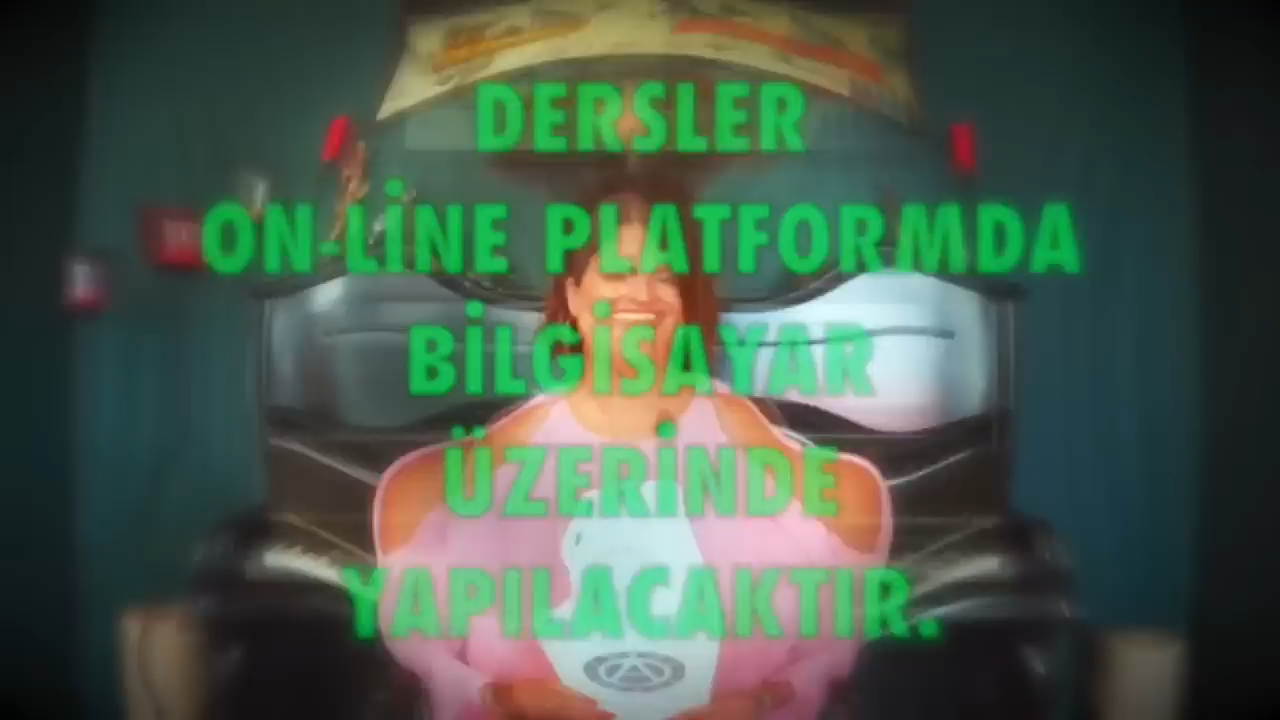 DERSLER
ON-LİNE PLATFORMDA
BİLGİSAYAR
ÜZERİNDE
YAPILACAKTIR.